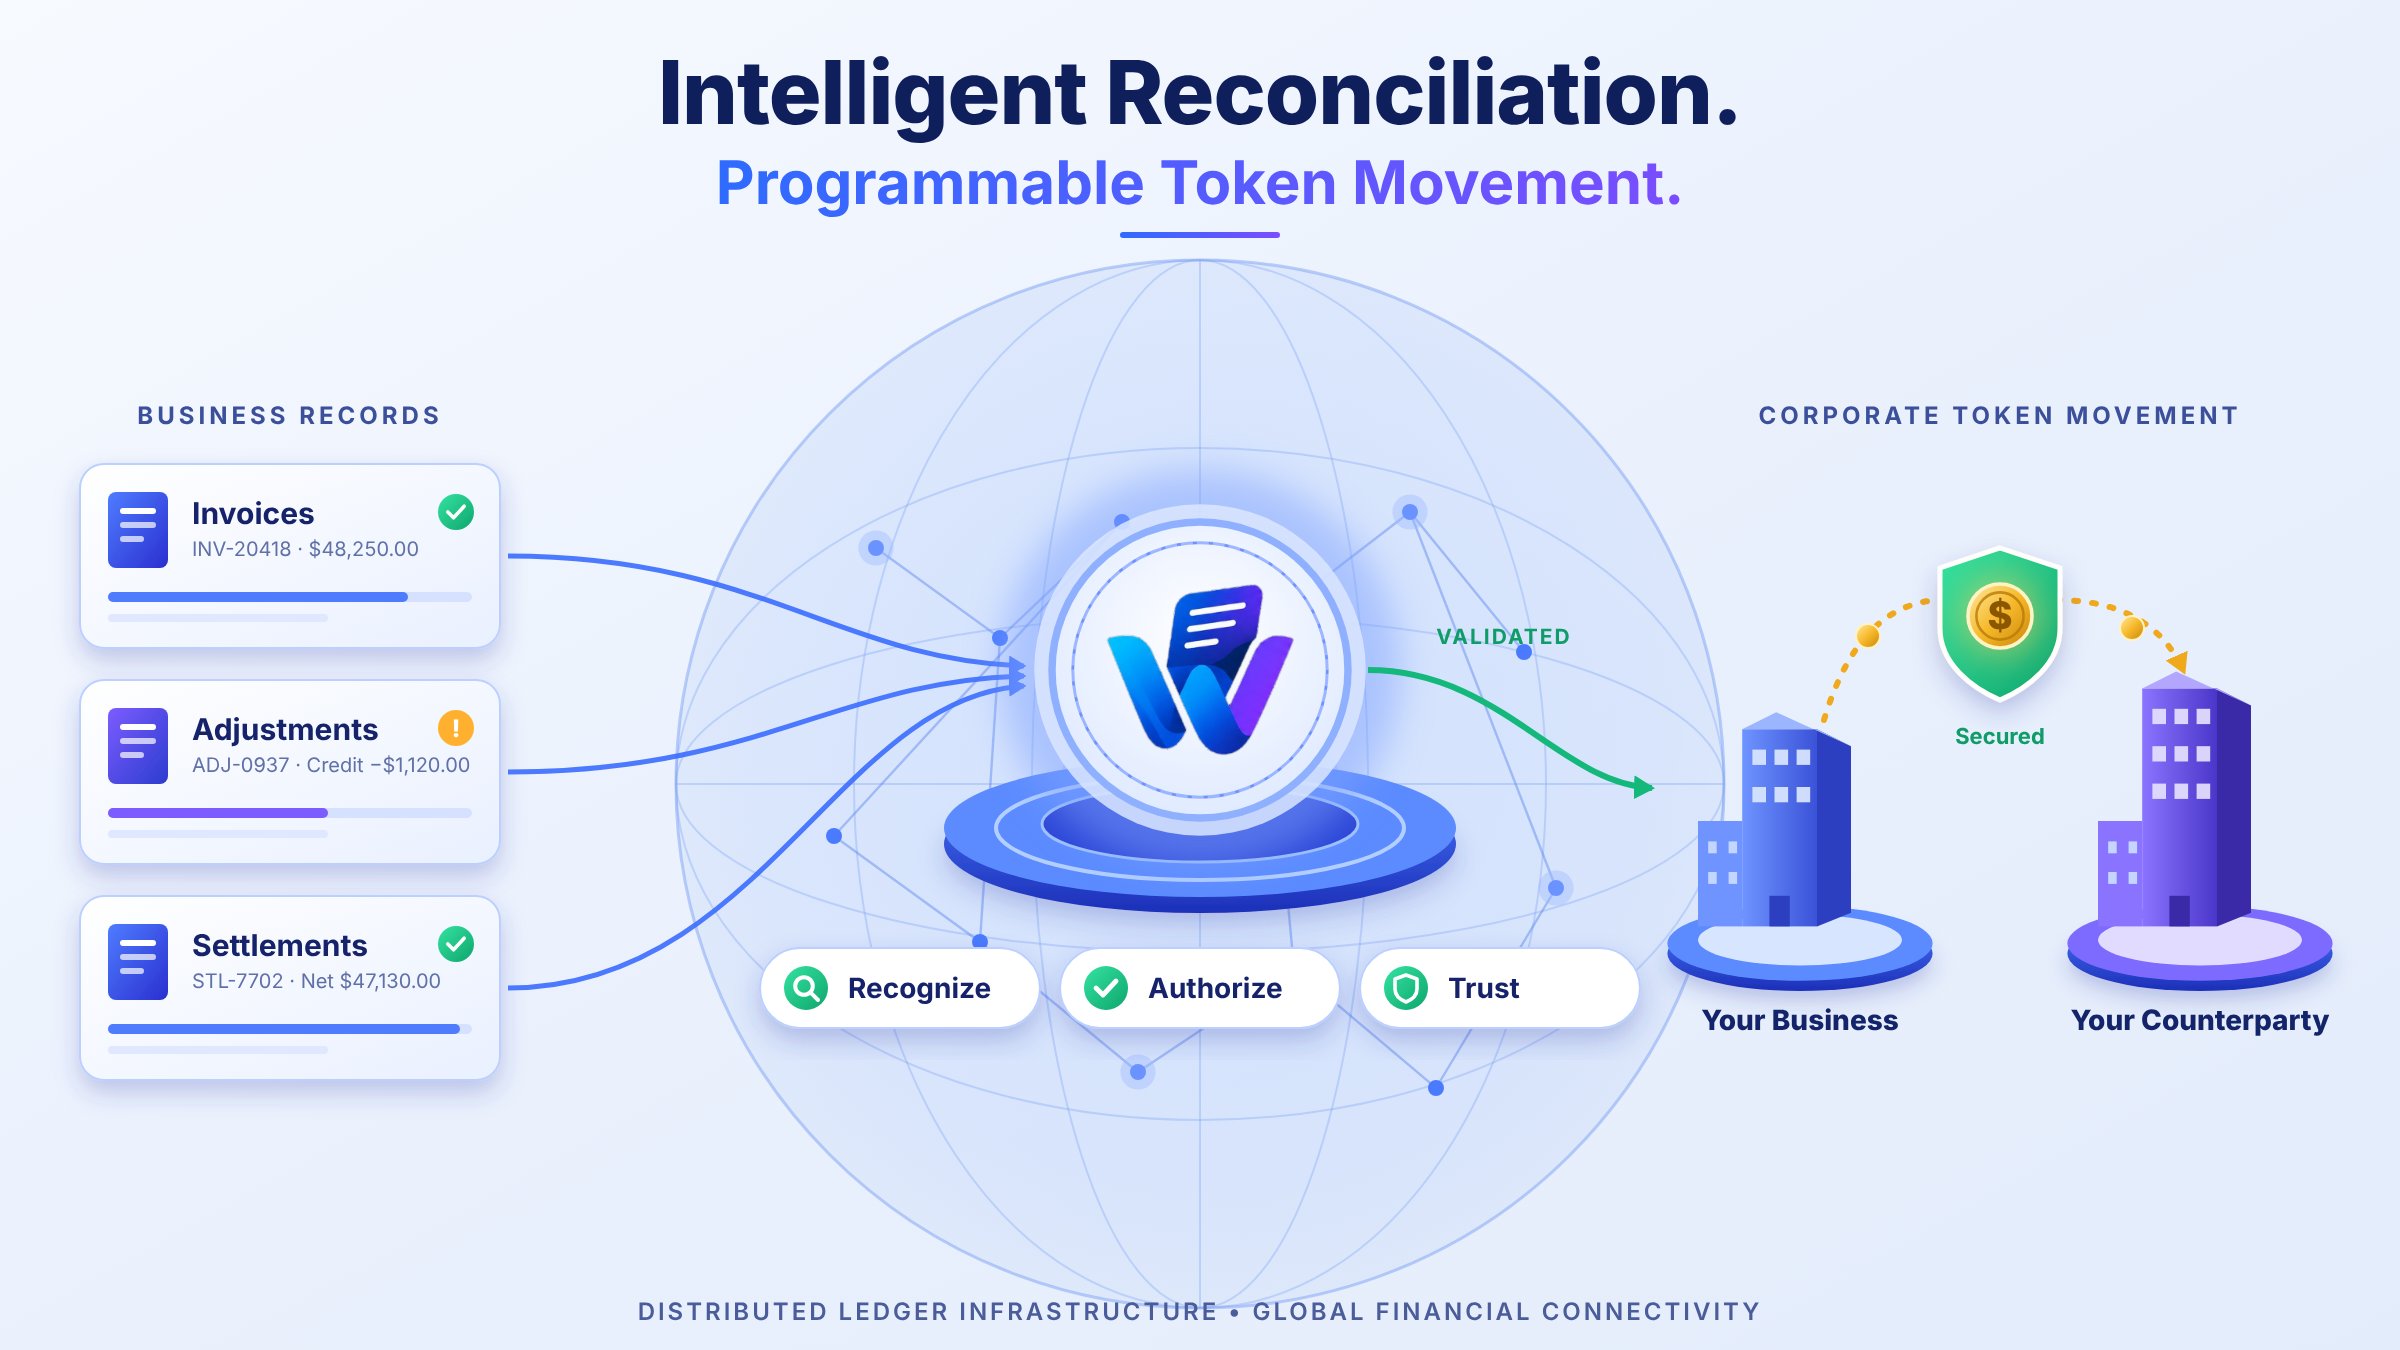 Intelligent Reconciliation.
Programmable Token Movement.
BUSINESS RECORDS
Invoices
INV-20418 · $48,250.00
Adjustments
!
ADJ-0937 · Credit −$1,120.00
Settlements
STL-7702 · Net $47,130.00
VALIDATED
Recognize
Authorize
Trust
CORPORATE TOKEN MOVEMENT
$
Secured
Your Business
Your Counterparty
DISTRIBUTED LEDGER INFRASTRUCTURE • GLOBAL FINANCIAL CONNECTIVITY